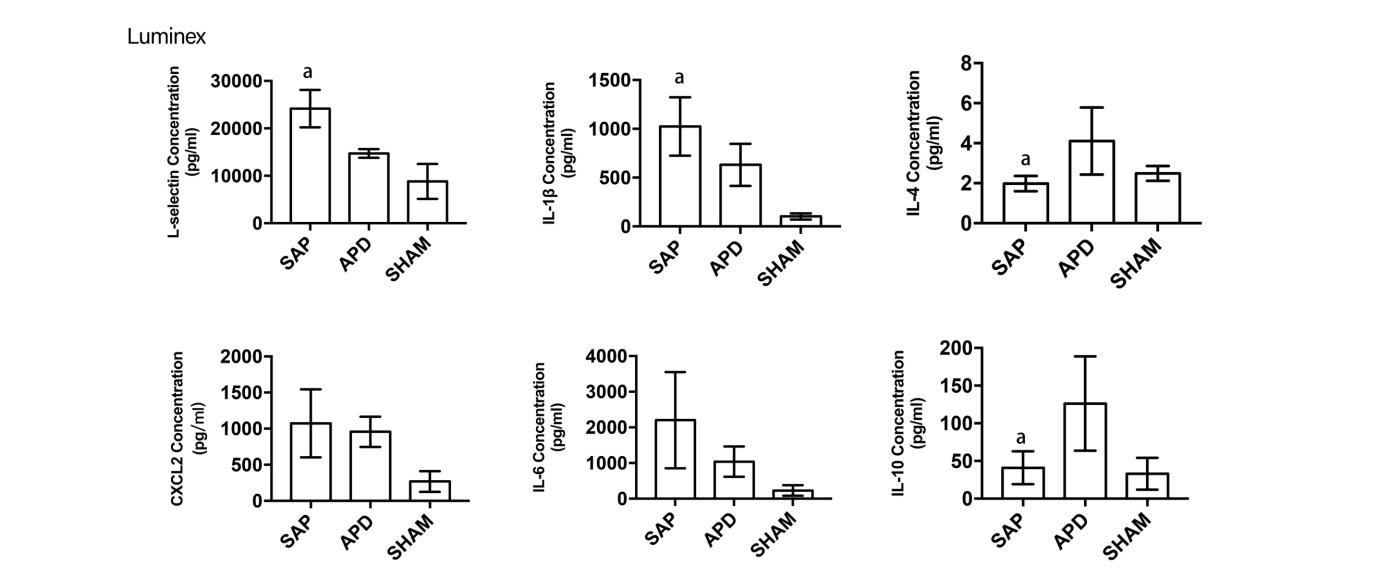 Luminex
L-selectin Concentration
(pg/ml)
30000
20000
10000
0
a
SAP
APD
SHAM
IL-1β Concentration
(pg/ml)
1500
1000
500
0
a
SAP
APD
SHAM
IL-4 Concentration
(pg/ml)
8
6
4
2
0
a
SAP
APD
SHAM
CXCL2 Concentration
(pg/ml)
2000
1500
1000
500
0
SAP
APD
SHAM
IL-6 Concentration
(pg/ml)
4000
3000
2000
1000
0
SAP
APD
SHAM
IL-10 Concentration
(pg/ml)
200
150
100
50
0
a
SAP
APD
SHAM